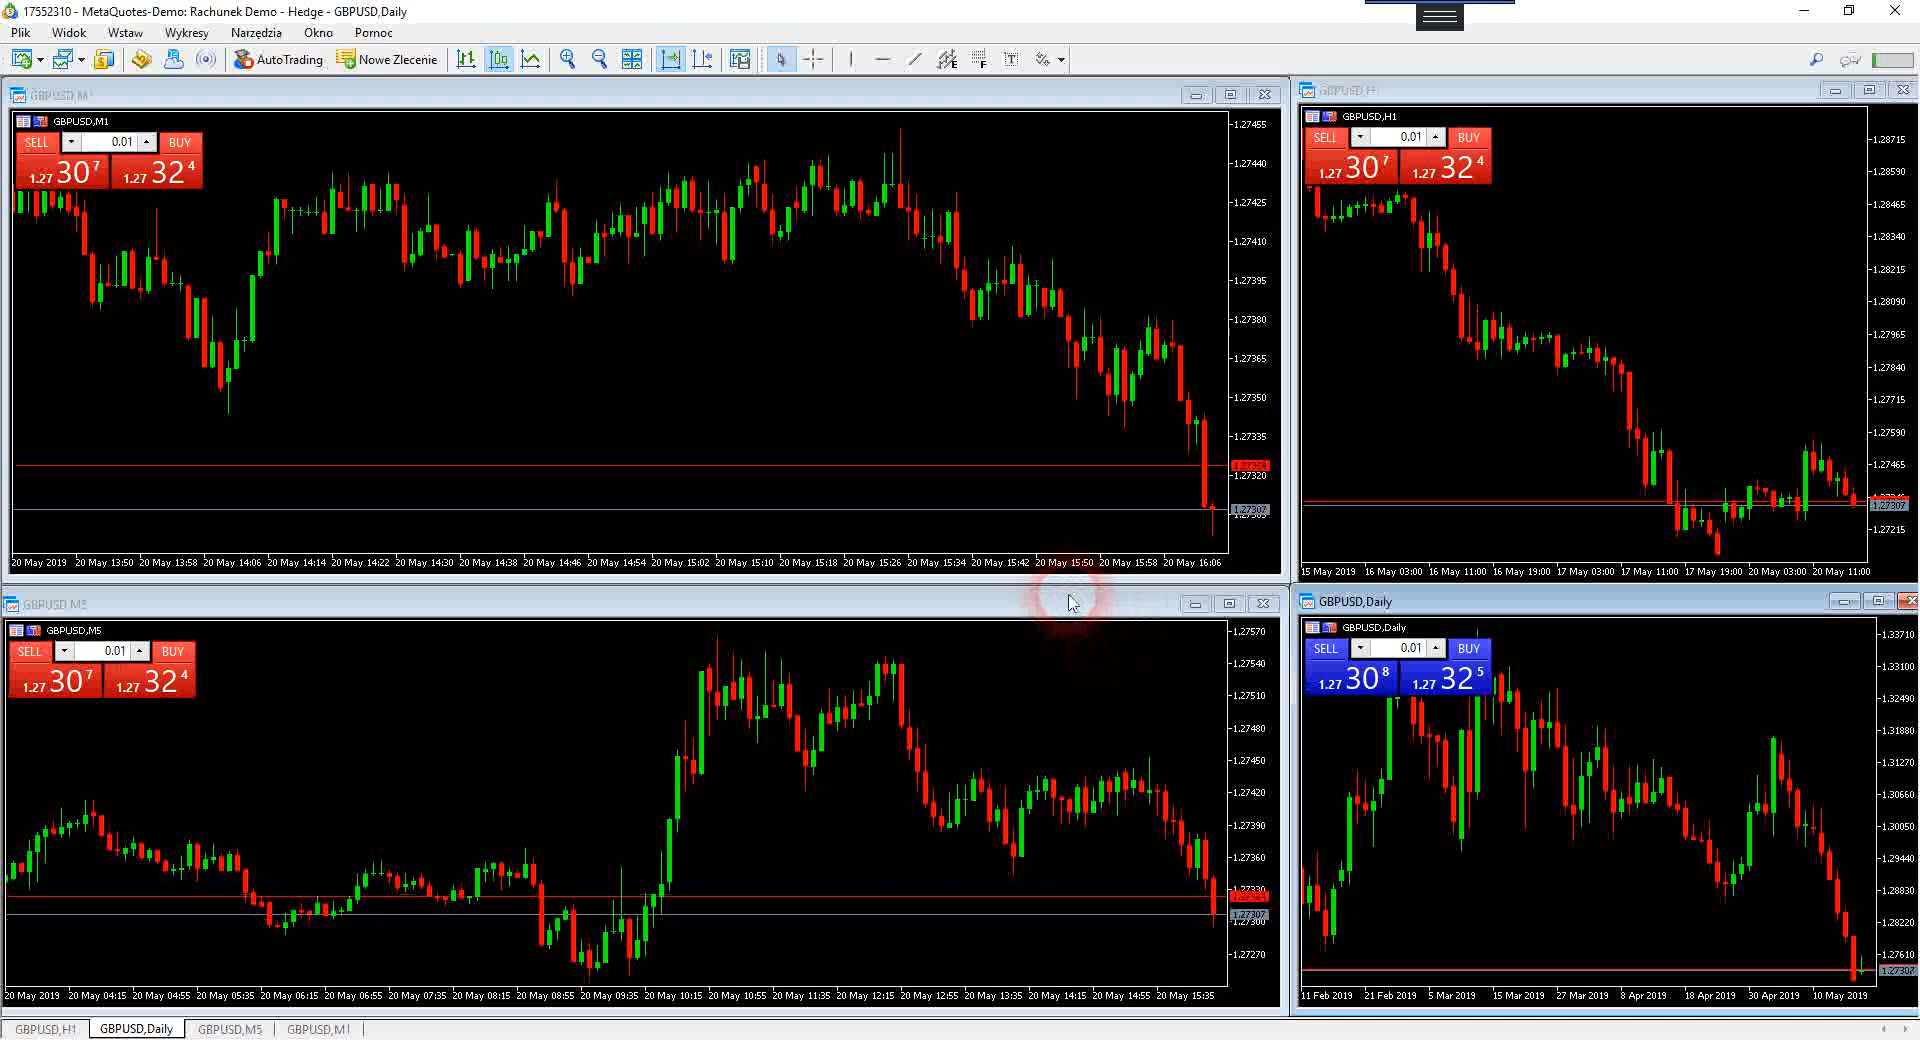 17552310 - MetaQuotes-Demo: Rachunek Demo - Hedge - GBPUSD,Daily
Plik Widok Wstaw Wykresy Narzędzia Okno Pomoc
AutoTrading Nowe Zlecenie
GBPUSD,M1
GBPUSD,M1
SELL 0.01 BUY
1.27 30 7 1.27 32 4
1.27455
1.27440
1.27425
1.27410
1.27395
1.27380
1.27365
1.27350
1.27335
1.27320
1.27307
1.27305
20 May 2019 20 May 13:50 20 May 13:58 20 May 14:06 20 May 14:14 20 May 14:22 20 May 14:30 20 May 14:38 20 May 14:46 20 May 14:54 20 May 15:02 20 May 15:10 20 May 15:18 20 May 15:26 20 May 15:34 20 May 15:42 20 May 15:50 20 May 15:58 20 May 16:06
GBPUSD,H1
GBPUSD,H1
SELL 0.01 BUY
1.27 30 7 1.27 32 4
1.28715
1.28590
1.28465
1.28340
1.28215
1.28090
1.27965
1.27840
1.27715
1.27590
1.27465
1.27307
1.27215
15 May 2019 16 May 03:00 16 May 11:00 16 May 19:00 17 May 03:00 17 May 11:00 17 May 19:00 20 May 03:00 20 May 11:00
GBPUSD,M5
GBPUSD,M5
SELL 0.01 BUY
1.27 30 7 1.27 32 4
1.27570
1.27540
1.27510
1.27480
1.27450
1.27420
1.27390
1.27360
1.27330
1.27307
1.27300
1.27270
20 May 2019 20 May 04:15 20 May 04:55 20 May 05:35 20 May 06:15 20 May 06:55 20 May 07:35 20 May 08:15 20 May 08:55 20 May 09:35 20 May 10:15 20 May 10:55 20 May 11:35 20 May 12:15 20 May 12:55 20 May 13:35 20 May 14:15 20 May 14:55 20 May 15:35
GBPUSD,Daily
GBPUSD,Daily
SELL 0.01 BUY
1.27 30 8 1.27 32 5
1.33710
1.33100
1.32490
1.31880
1.31270
1.30660
1.30050
1.29440
1.28830
1.28220
1.27610
1.27307
11 Feb 2019 21 Feb 2019 5 Mar 2019 15 Mar 2019 27 Mar 2019 8 Apr 2019 18 Apr 2019 30 Apr 2019 10 May 2019
GBPUSD,H1 GBPUSD,Daily GBPUSD,M5 GBPUSD,M1